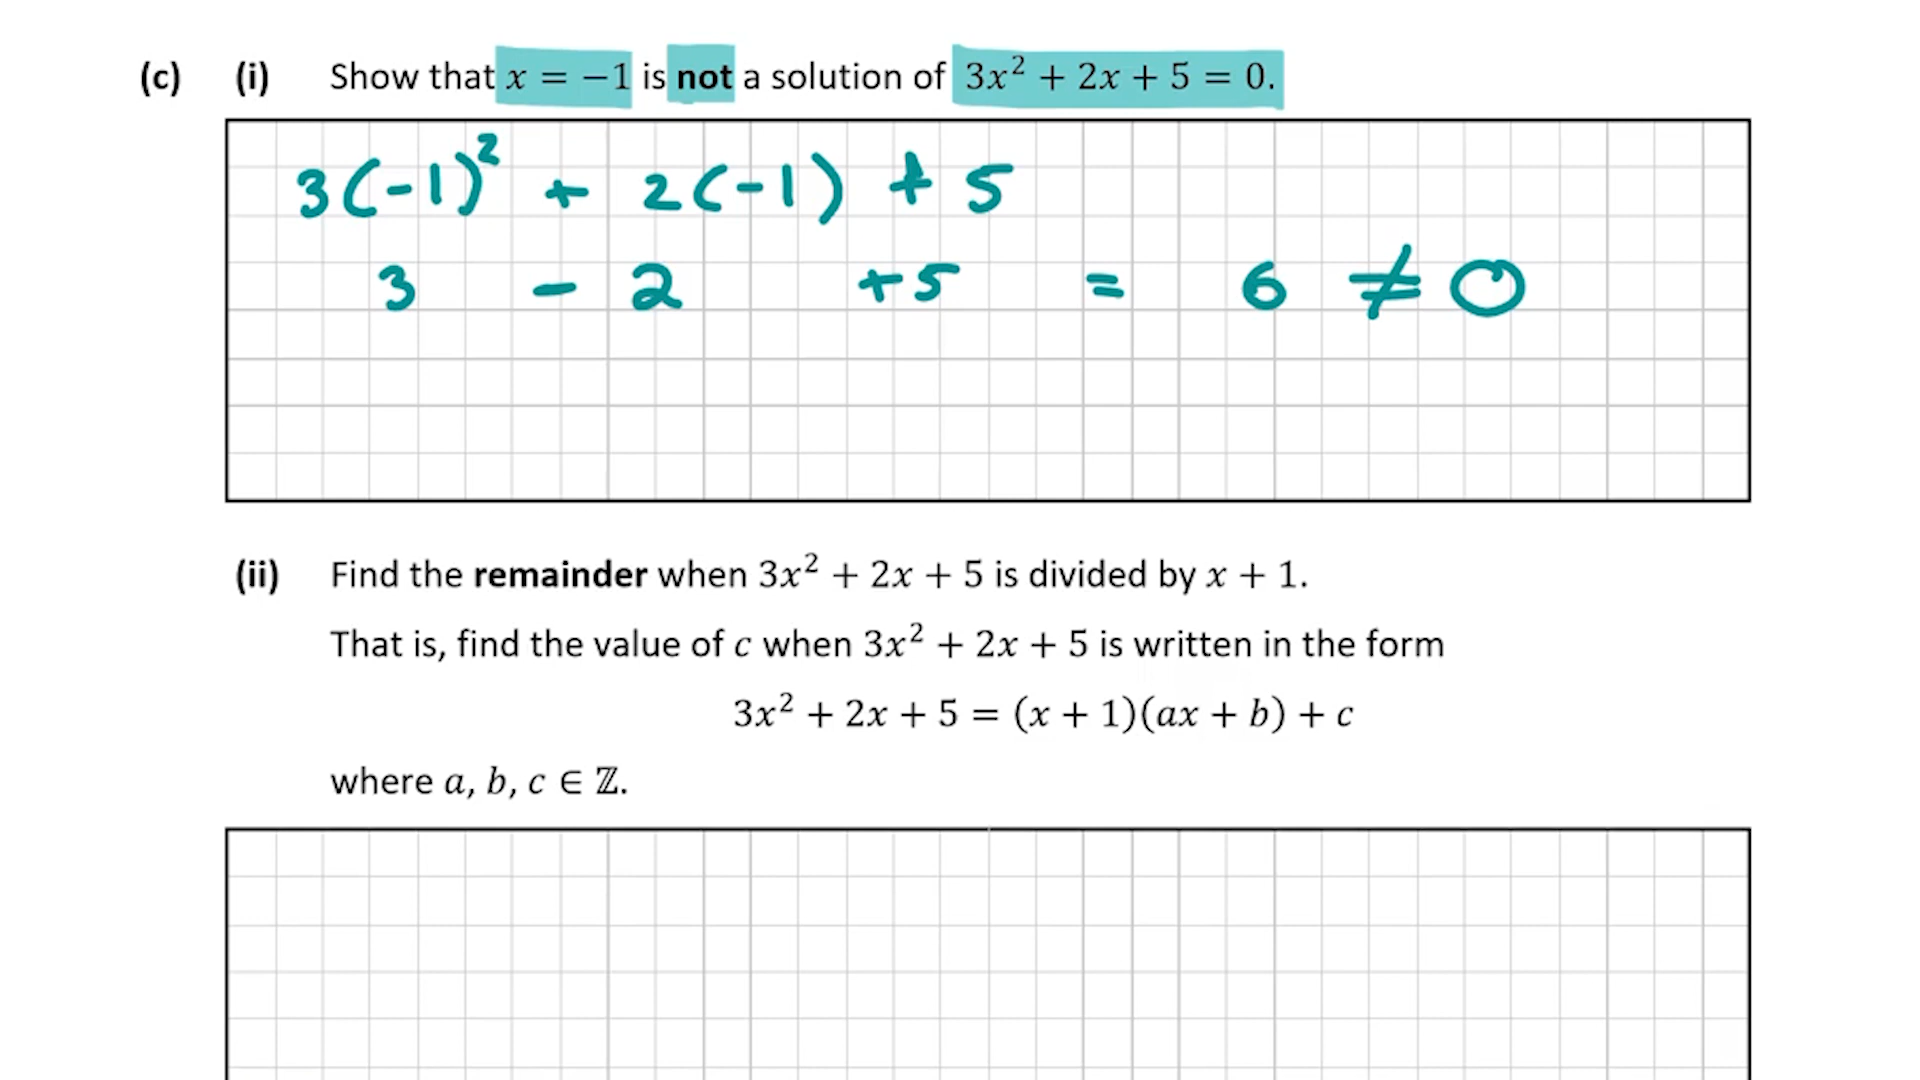 (c) (i) Show that x = −1 is not a solution of 3x² + 2x + 5 = 0.
3(-1)² + 2(-1) + 5
3 - 2 +5 = 6 ≠ 0
(ii) Find the remainder when 3x² + 2x + 5 is divided by x + 1.
That is, find the value of c when 3x² + 2x + 5 is written in the form
3x² + 2x + 5 = (x + 1)(ax + b) + c
where a, b, c ∈ ℤ.